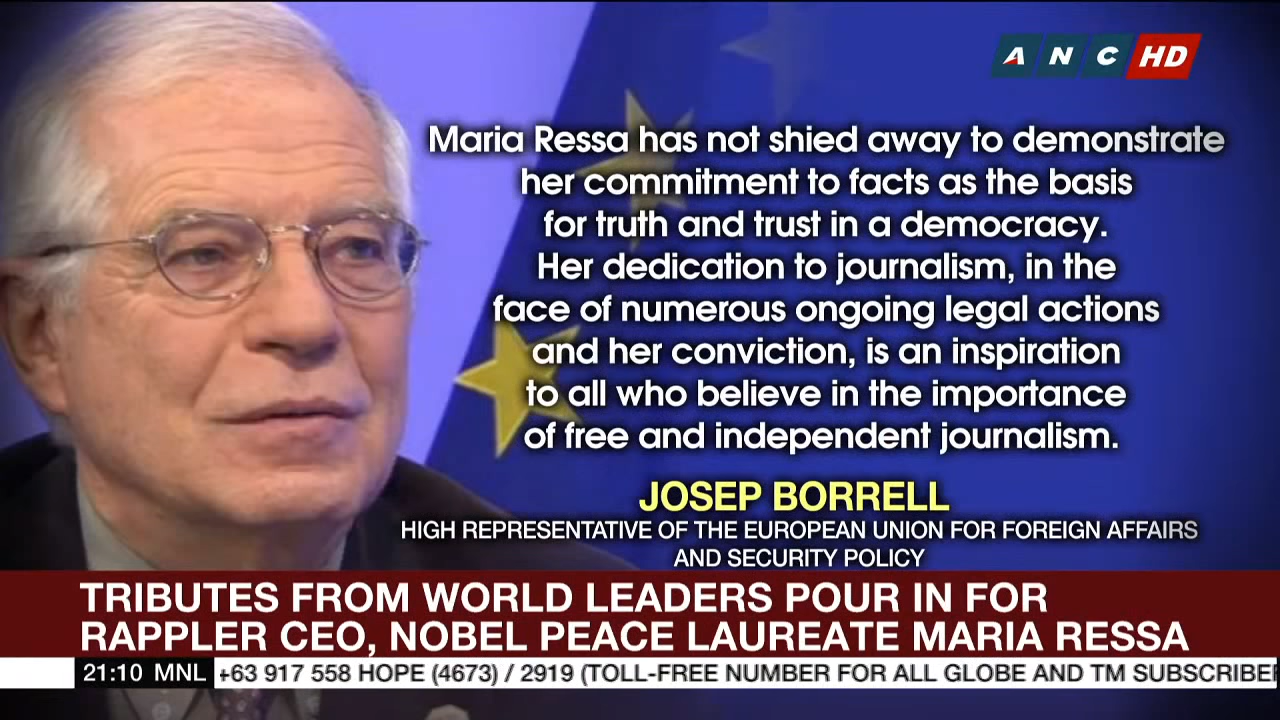 ANC HD
Maria Ressa has not shied away to demonstrate
her commitment to facts as the basis
for truth and trust in a democracy.
Her dedication to journalism, in the
face of numerous ongoing legal actions
and her conviction, is an inspiration
to all who believe in the importance
of free and independent journalism.
JOSEP BORRELL
HIGH REPRESENTATIVE OF THE EUROPEAN UNION FOR FOREIGN AFFAIRS
AND SECURITY POLICY
TRIBUTES FROM WORLD LEADERS POUR IN FOR
RAPPLER CEO, NOBEL PEACE LAUREATE MARIA RESSA
21:10 MNL +63 917 558 HOPE (4673) / 2919 (TOLL-FREE NUMBER FOR ALL GLOBE AND TM SUBSCRIBE